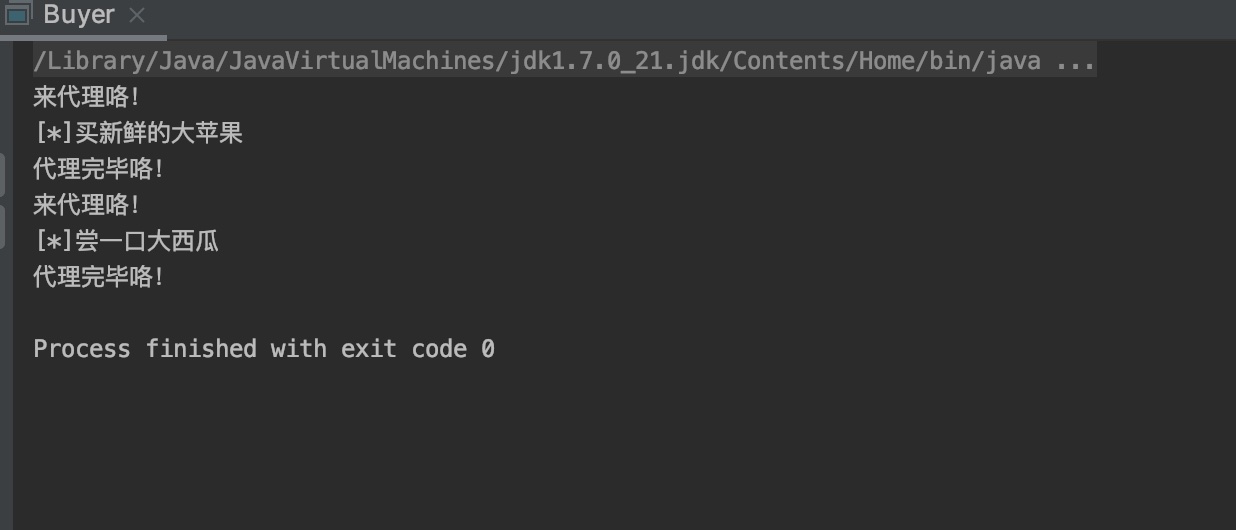 Buyer
/Library/Java/JavaVirtualMachines/jdk1.7.0_21.jdk/Contents/Home/bin/java ...
来代理咯!
[*]买新鲜的大苹果
代理完毕咯!
来代理咯!
[*]尝一口大西瓜
代理完毕咯!
Process finished with exit code 0